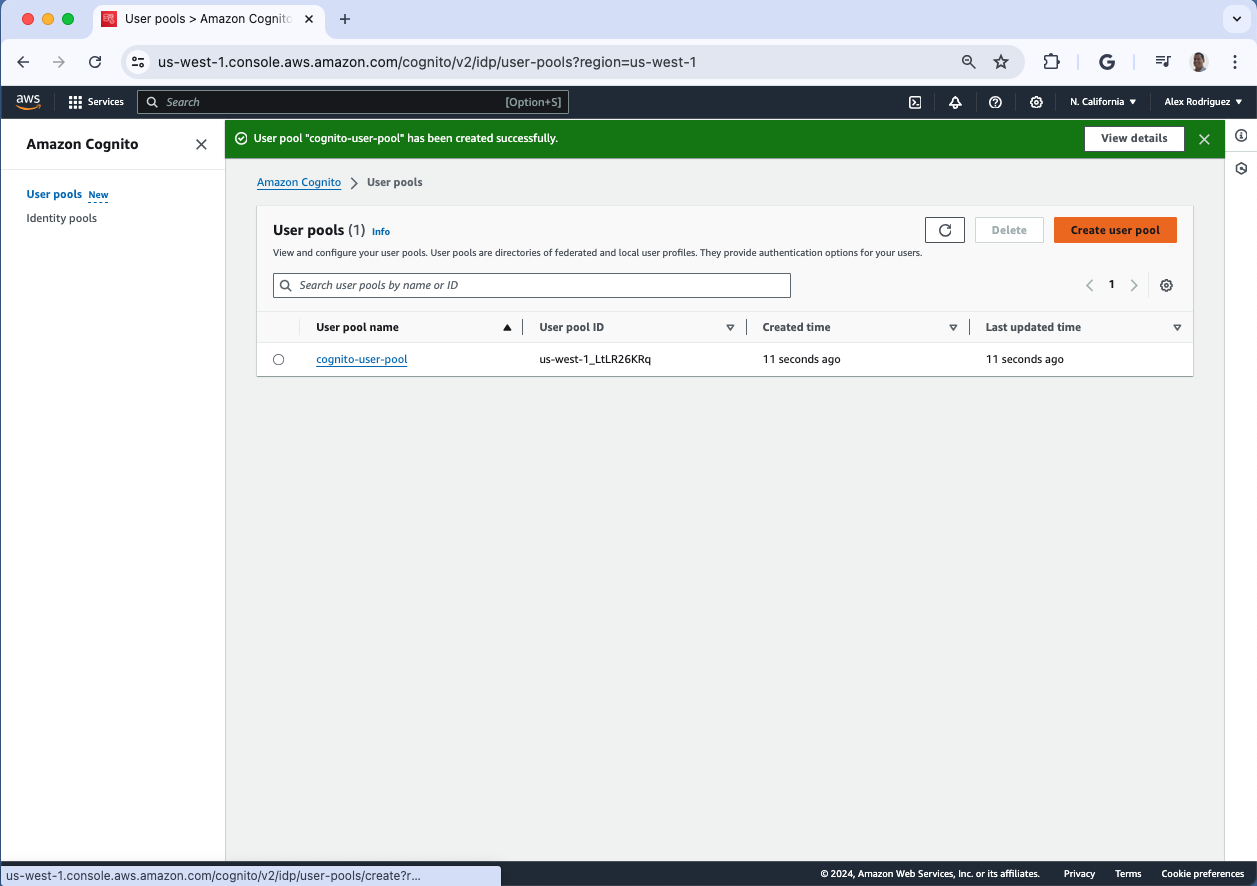 User pools > Amazon Cognito
us-west-1.console.aws.amazon.com/cognito/v2/idp/user-pools?region=us-west-1
aws Services Search [Option+S] N. California Alex Rodriguez
Amazon Cognito
User pools New
Identity pools
User pool "cognito-user-pool" has been created successfully. View details
Amazon Cognito User pools
User pools (1) Info Delete Create user pool
View and configure your user pools. User pools are directories of federated and local user profiles. They provide authentication options for your users.
Search user pools by name or ID 1
User pool name User pool ID Created time Last updated time
cognito-user-pool us-west-1_LtLR26KRq 11 seconds ago 11 seconds ago
© 2024, Amazon Web Services, Inc. or its affiliates. Privacy Terms Cookie preferences
us-west-1.console.aws.amazon.com/cognito/v2/idp/user-pools/create?r...